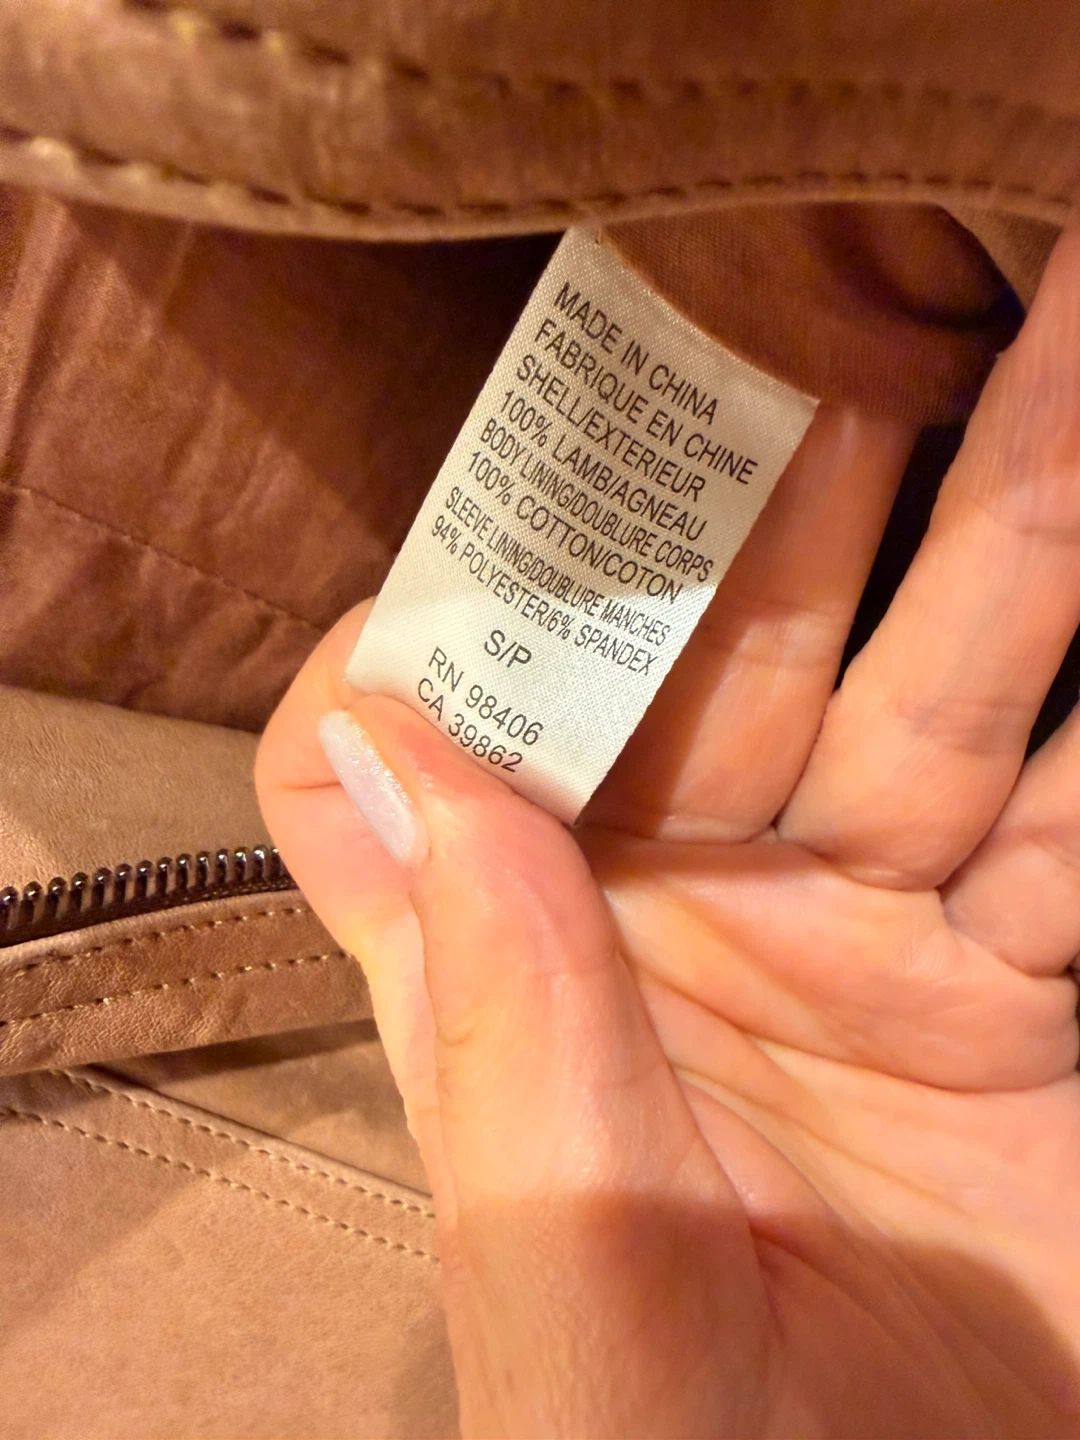 MADE IN CHINA
FABRIQUE EN CHINE
SHELL/EXTERIEUR
100% LAMB/AGNEAU
BODY LINING/DOUBLURE CORPS
100% COTTON/COTON
SLEEVE LINING/DOUBLURE MANCHES
94% POLYESTER/6% SPANDEX
S/P
RN 98406
CA 39862